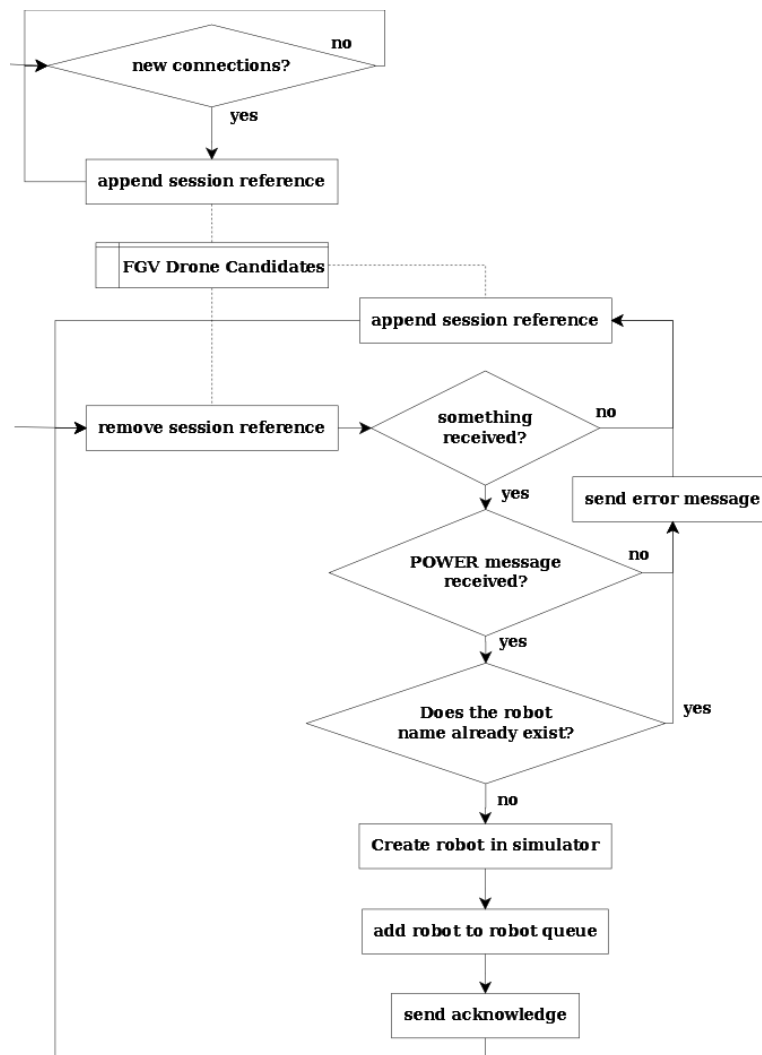 no
new connections?
yes
append session reference
FGV Drone Candidates
append session reference
something
received?
no
remove session reference
yes
send error message
POWER message
received?
no
yes
Does the robot
name already exist?
yes
no
Create robot in simulator
add robot to robot queue
send acknowledge